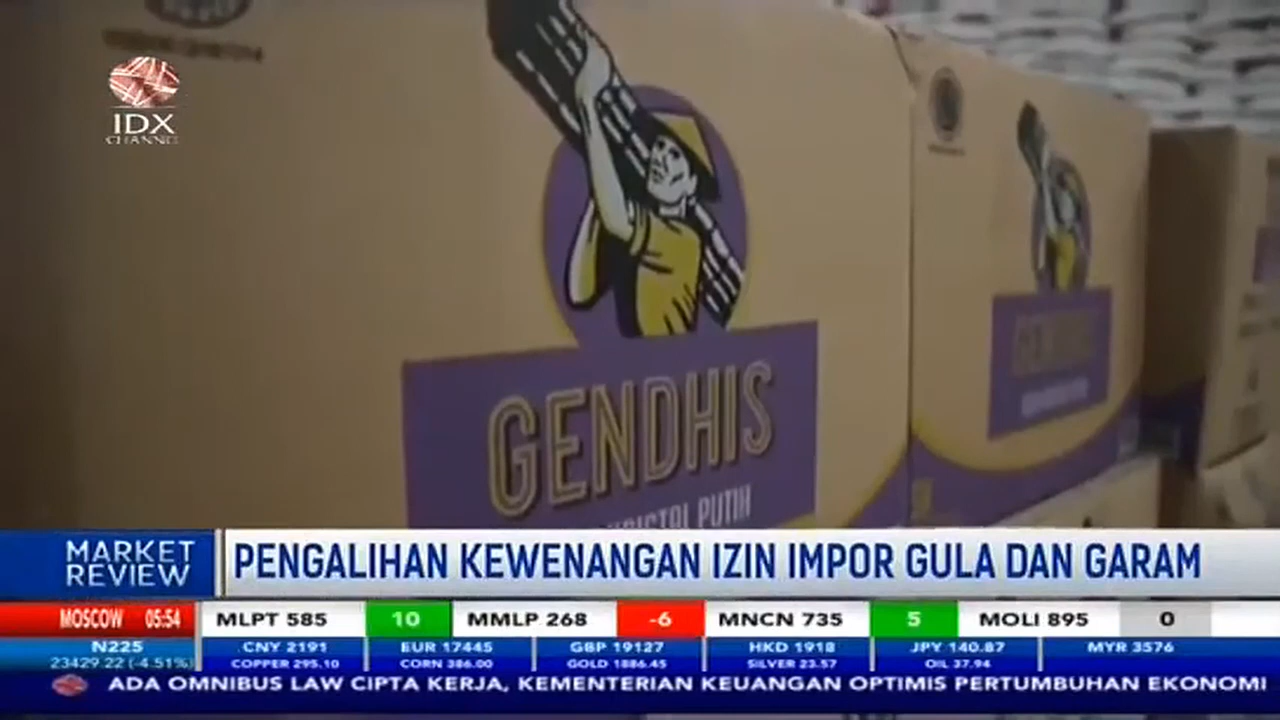 IDX
CHANNEL
GENDHIS
KRISTAL PUTIH
MARKET
REVIEW
PENGALIHAN KEWENANGAN IZIN IMPOR GULA DAN GARAM
MOSCOW 05:54
MLPT 585 10 MMLP 268 -6 MNCN 735 5 MOLI 895 0
N225
23429.22 (-4.51%)
CNY 2191 EUR 17445 GBP 19127 HKD 1918 JPY 140.87 MYR 3576
COPPER 295.10 CORN 386.00 GOLD 1886.45 SILVER 23.57 OIL 37.94
ADA OMNIBUS LAW CIPTA KERJA, KEMENTERIAN KEUANGAN OPTIMIS PERTUMBUHAN EKONOMI